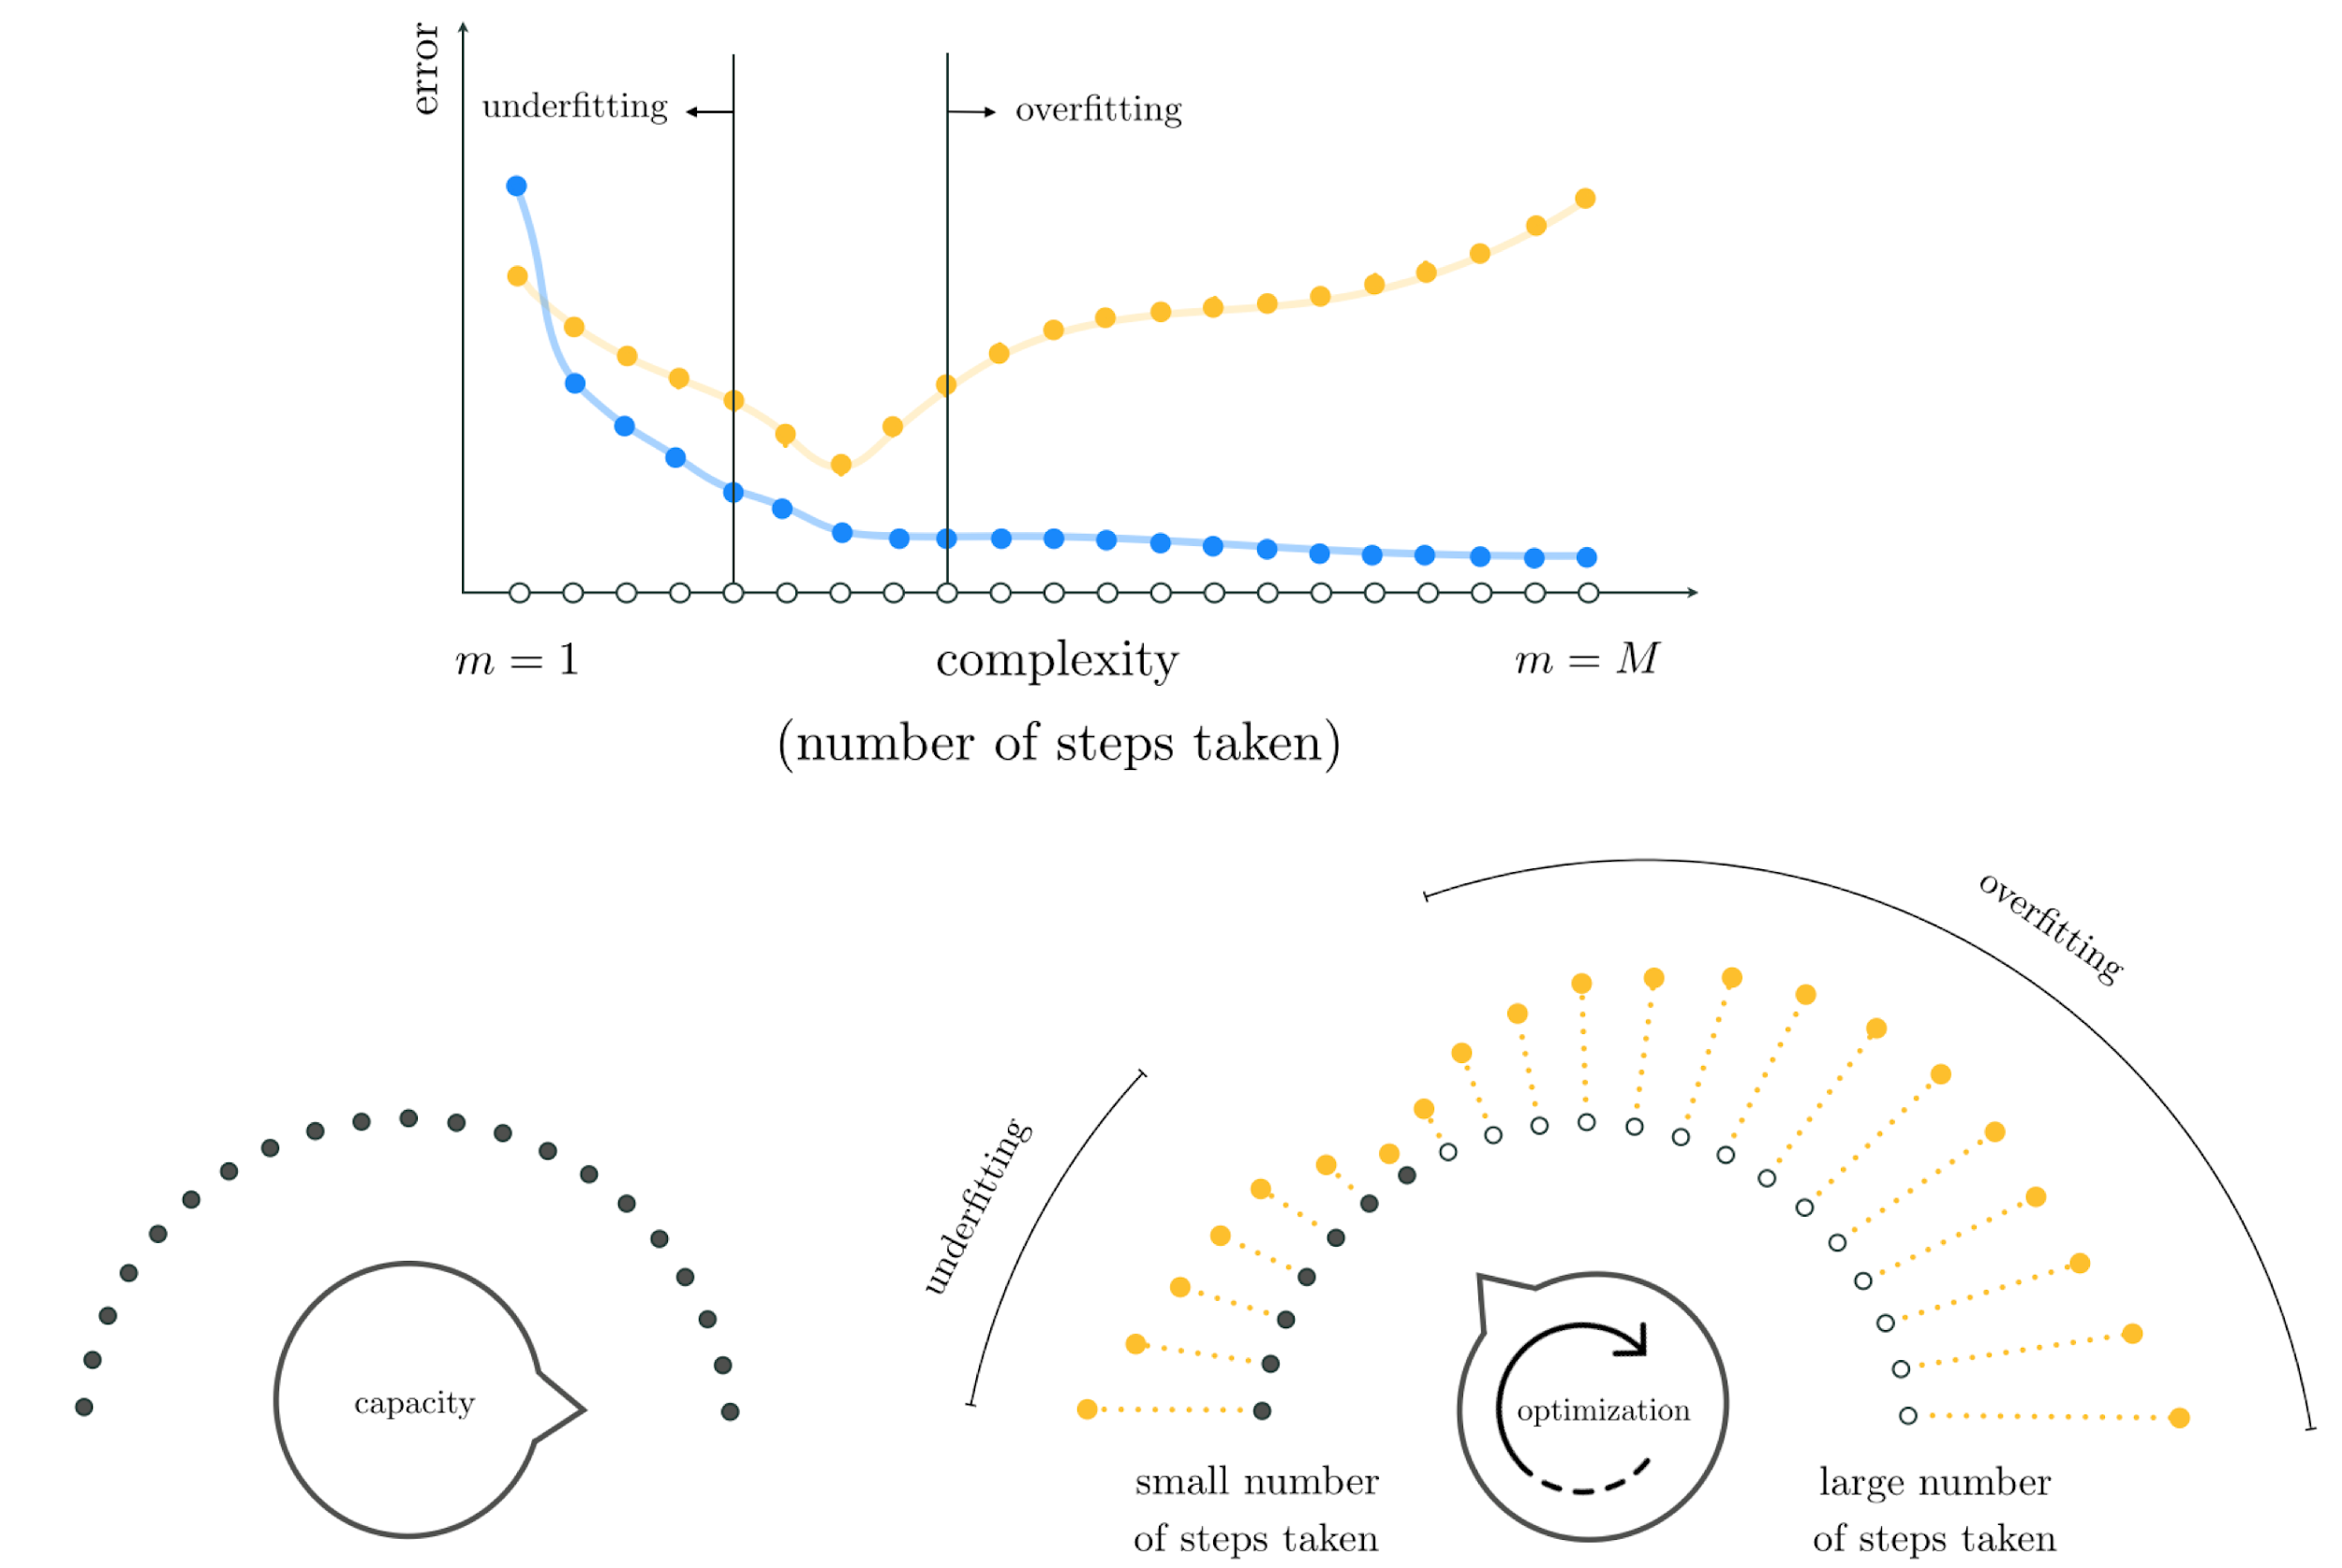 error
underfitting
overfitting
m = 1
complexity
m = M
(number of steps taken)
overfitting
underfitting
capacity
optimization
small number
of steps taken
large number
of steps taken